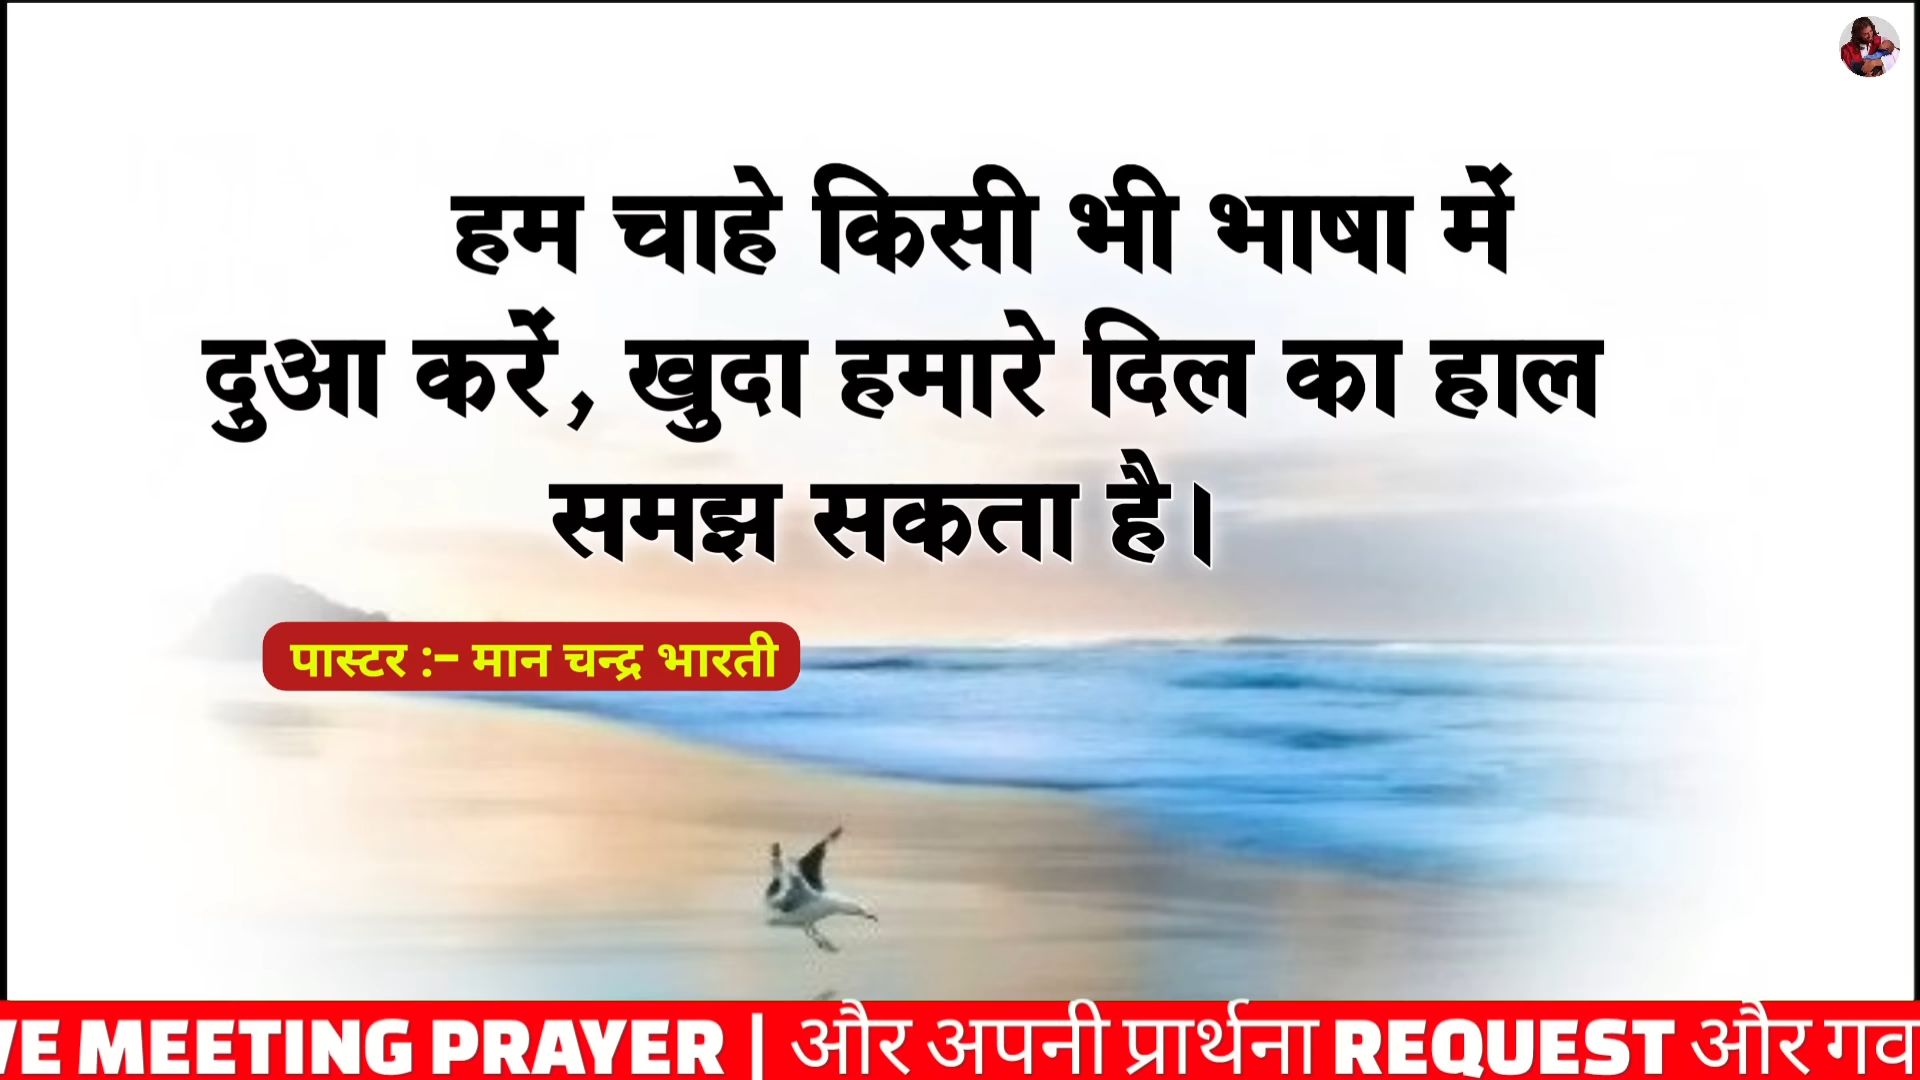 हम चाहे किसी भी भाषा में
दुआ करें, खुदा हमारे दिल का हाल
समझ सकता है।
पास्टर :- मान चन्द्र भारती
MEETING PRAYER | और अपनी प्रार्थना REQUEST और